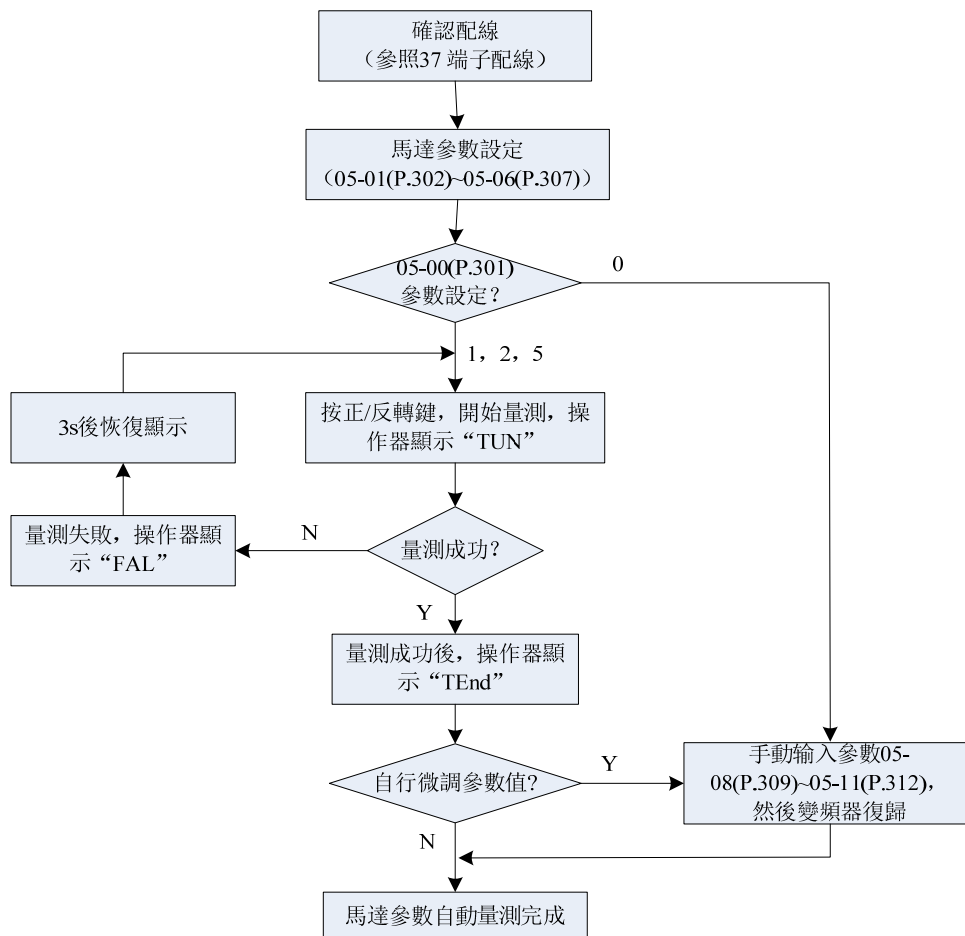 確認配線
（參照37 端子配線）
馬達參數設定
（05-01(P.302)~05-06(P.307)）
05-00(P.301)
參數設定？
0
1，2，5
按正/反轉鍵，開始量測，操
作器顯示“TUN”
3s後恢復顯示
量測失敗，操作器顯
示“FAL”
N
量測成功？
Y
量測成功後，操作器顯
示“TEnd”
自行微調參數值？
Y
手動输入參數05-
08(P.309)~05-11(P.312)，
然後變頻器復歸
N
馬達參數自動量測完成